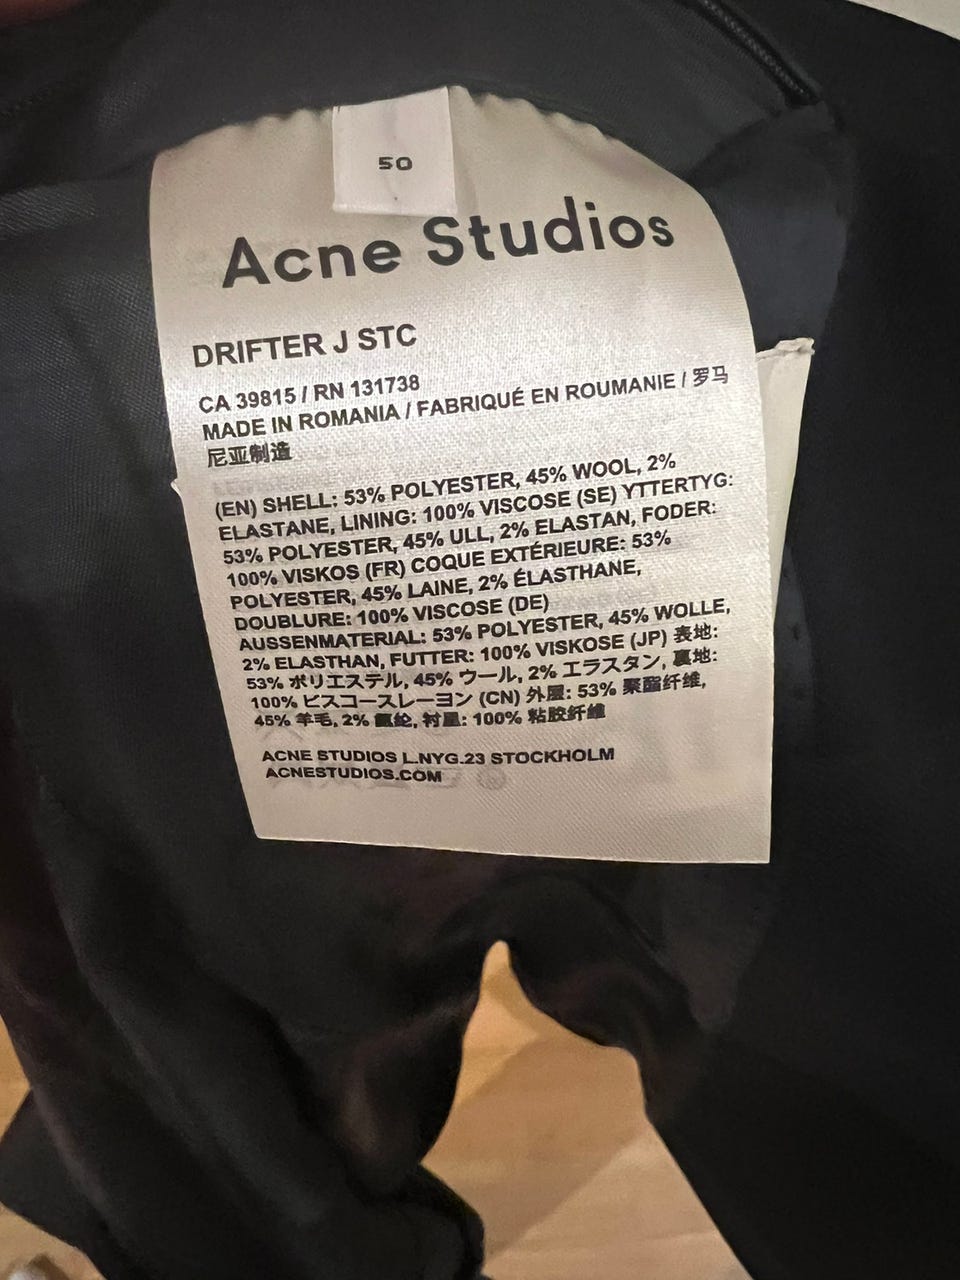 50
Acne Studios
DRIFTER J STC
CA 39815 / RN 131738
MADE IN ROMANIA / FABRIQUÉ EN ROUMANIE / 罗马
尼亚制造
(EN) SHELL: 53% POLYESTER, 45% WOOL, 2%
ELASTANE, LINING: 100% VISCOSE (SE) YTTERTYG:
53% POLYESTER, 45% ULL, 2% ELASTAN, FODER:
100% VISKOS (FR) COQUE EXTÉRIEURE: 53%
POLYESTER, 45% LAINE, 2% ÉLASTHANE,
DOUBLURE: 100% VISCOSE (DE)
AUSSENMATERIAL: 53% POLYESTER, 45% WOLLE,
2% ELASTHAN, FUTTER: 100% VISKOSE (JP) 表地:
53% ポリエステル, 45% ウール, 2% エラスタン, 裏地:
100% ビスコースレーヨン (CN) 外层: 53% 聚酯纤维,
45% 羊毛, 2% 氨纶, 衬里: 100% 粘胶纤维
ACNE STUDIOS L.NYG.23 STOCKHOLM
ACNESTUDIOS.COM